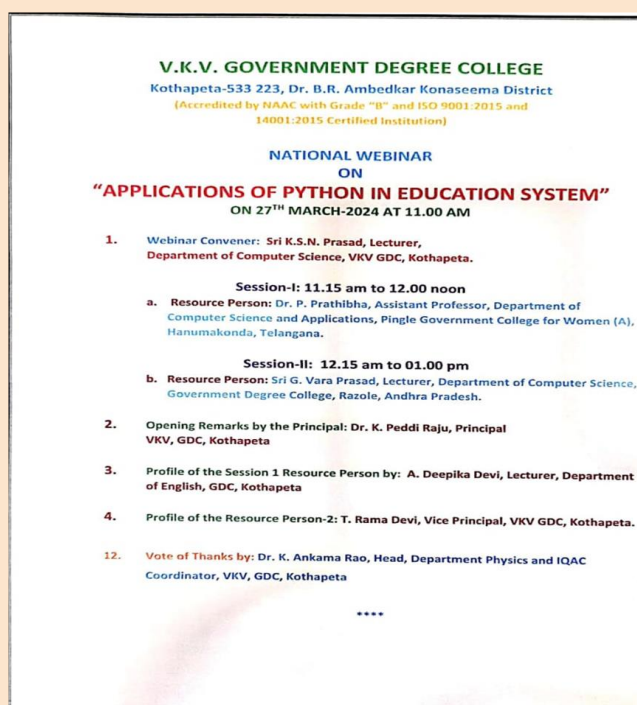 V.K.V. GOVERNMENT DEGREE COLLEGE
Kothapeta-533 223, Dr. B.R. Ambedkar Konaseema District
(Accredited by NAAC with Grade "B" and ISO 9001:2015 and
14001:2015 Certified Institution)
NATIONAL WEBINAR
ON
"APPLICATIONS OF PYTHON IN EDUCATION SYSTEM"
ON 27TH MARCH-2024 AT 11.00 AM
1. Webinar Convener: Sri K.S.N. Prasad, Lecturer,
Department of Computer Science, VKV GDC, Kothapeta.
Session-I: 11.15 am to 12.00 noon
a. Resource Person: Dr. P. Prathibha, Assistant Professor, Department of
Computer Science and Applications, Pingle Government College for Women (A),
Hanumakonda, Telangana.
Session-II: 12.15 am to 01.00 pm
b. Resource Person: Sri G. Vara Prasad, Lecturer, Department of Computer Science,
Government Degree College, Razole, Andhra Pradesh.
2. Opening Remarks by the Principal: Dr. K. Peddi Raju, Principal
VKV, GDC, Kothapeta
3. Profile of the Session 1 Resource Person by: A. Deepika Devi, Lecturer, Department
of English, GDC, Kothapeta
4. Profile of the Resource Person-2: T. Rama Devi, Vice Principal, VKV GDC, Kothapeta.
12. Vote of Thanks by: Dr. K. Ankama Rao, Head, Department Physics and IQAC
Coordinator, VKV, GDC, Kothapeta
****